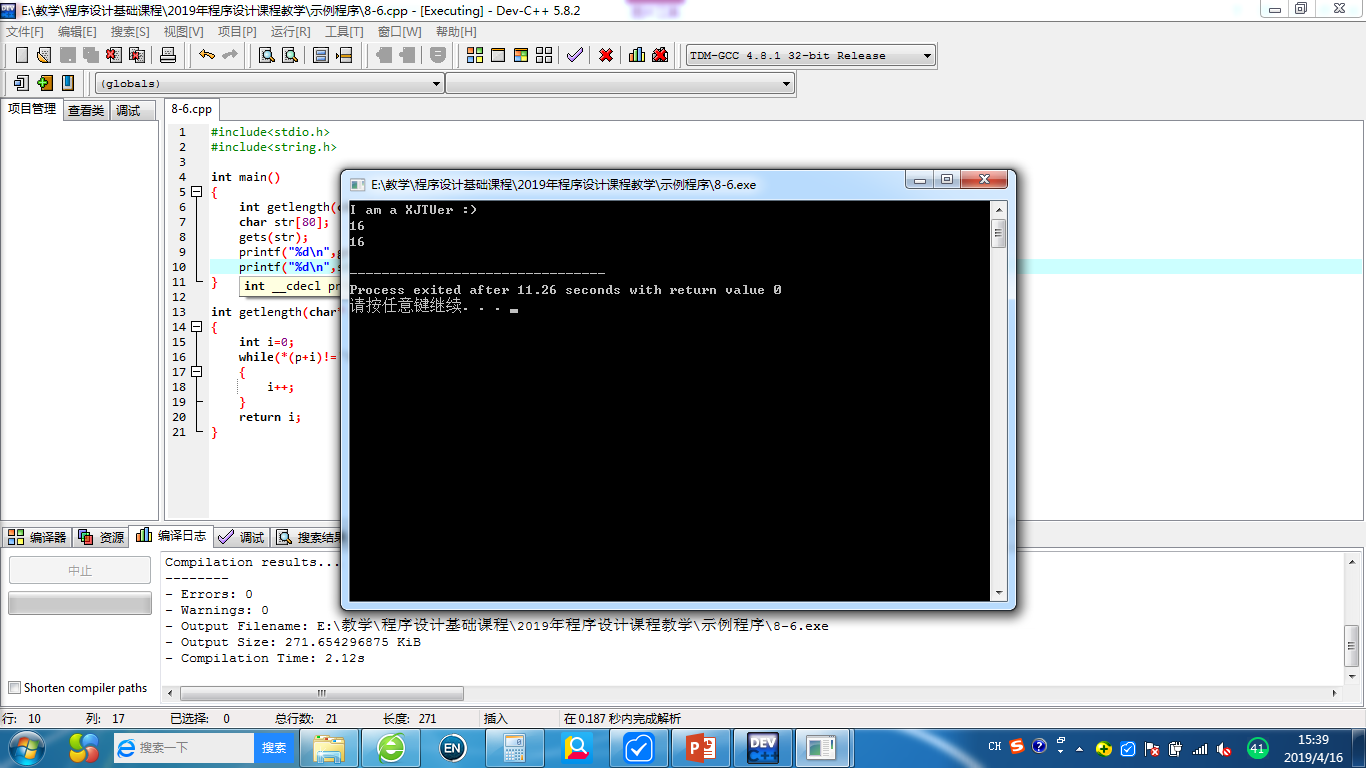 E:\教学\程序设计基础课程\2019年程序设计课程教学\示例程序\8-6.cpp - [Executing] - Dev-C++ 5.8.2
文件[F] 编辑[E] 搜索[S] 视图[V] 项目[P] 运行[R] 工具[T] 窗口[W] 帮助[H]
TDM-GCC 4.8.1 32-bit Release
(globals)
项目管理 查看类 调试 8-6.cpp
1 #include<stdio.h>
2 #include<string.h>
3
4 int main()
5 {
6 int getlength(
7 char str[80];
8 gets(str);
9 printf("%d\n",
10 printf("%d\n",
11 }
int __cdecl
12
13 int getlength(char
14 {
15 int i=0;
16 while(*(p+i)!=
17 {
18 i++;
19 }
20 return i;
21 }
E:\教学\程序设计基础课程\2019年程序设计课程教学\示例程序\8-6.exe
I am a XJTUer :)
16
16
--------------------------------
Process exited after 11.26 seconds with return value 0
请按任意键继续. . .
编译器 资源 编译日志 调试 搜索结果
中止
Shorten compiler paths
Compilation results...
--------
- Errors: 0
- Warnings: 0
- Output Filename: E:\教学\程序设计基础课程\2019年程序设计课程教学\示例程序\8-6.exe
- Output Size: 271.654296875 KiB
- Compilation Time: 2.12s
行: 10 列: 17 已选择: 0 总行数: 21 长度: 271 插入 在 0.187 秒内完成解析
搜索一下 搜索 EN DEV C++ CH 41 15:39
2019/4/16